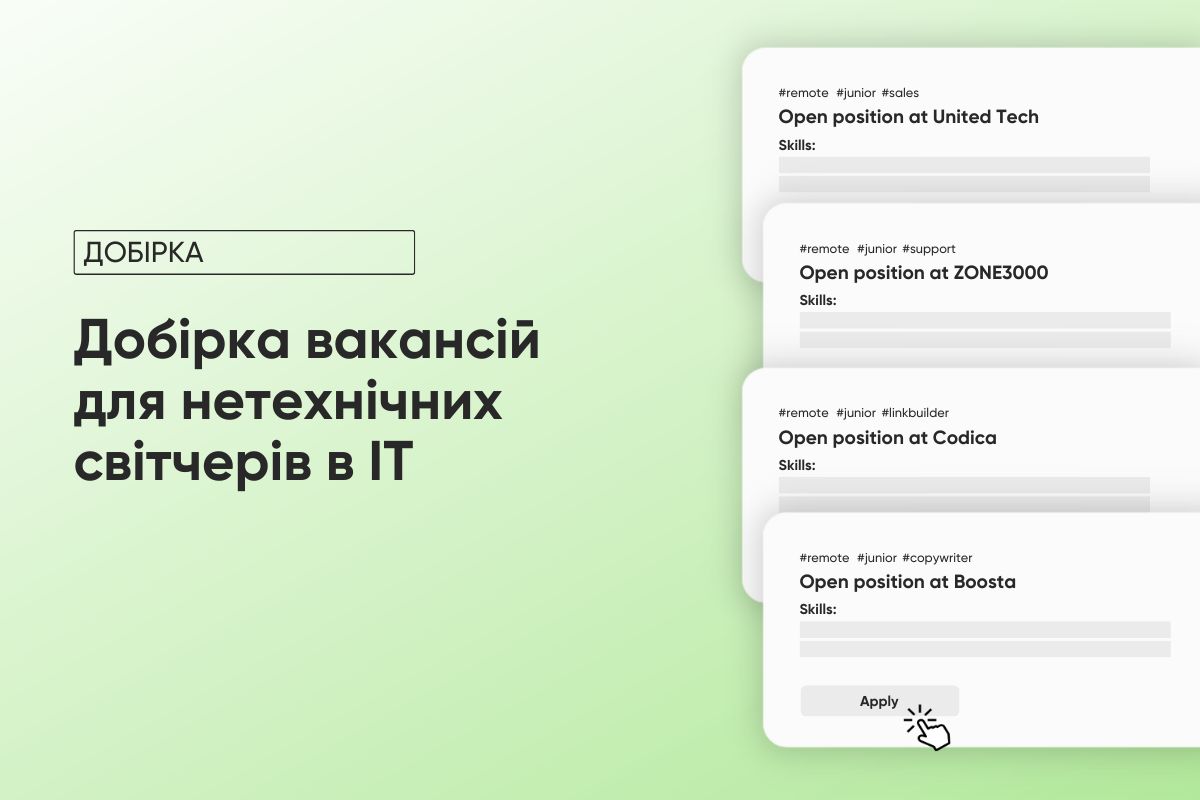 ДОБІРКА
Добірка вакансій
для нетехнічних
світчерів в ІТ
#remote #junior #sales
Open position at United Tech
Skills:
#remote #junior #support
Open position at ZONE3000
Skills:
#remote #junior #linkbuilder
Open position at Codica
Skills:
#remote #junior #copywriter
Open position at Boosta
Skills:
Apply